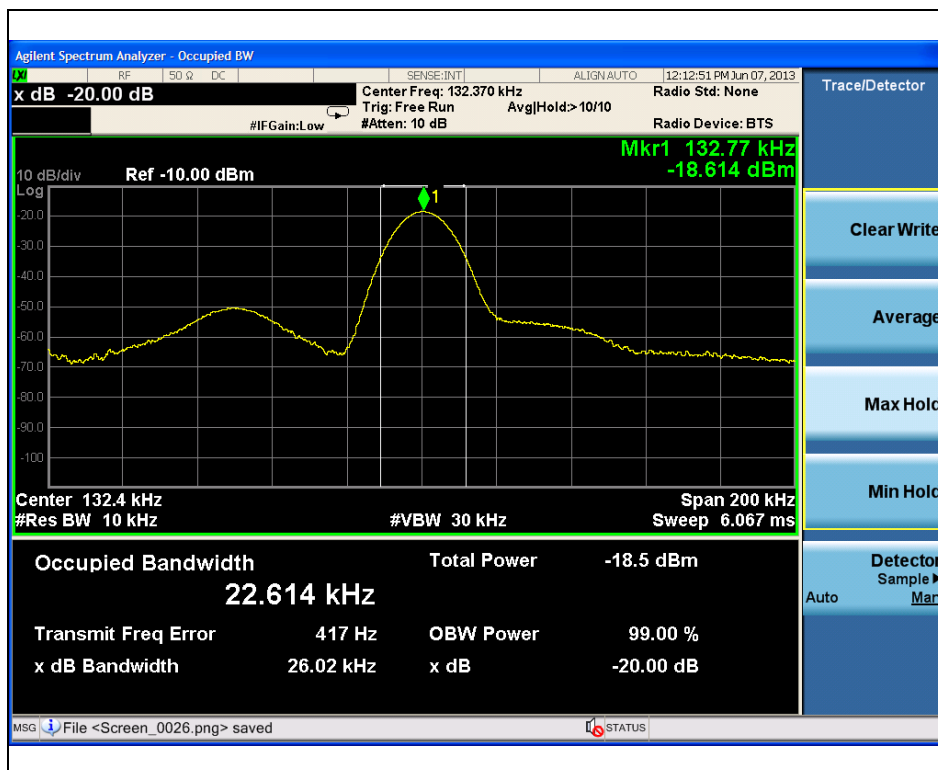 Agilent Spectrum Analyzer - Occupied BW
LXI RF 50 Ω DC SENSE:INT ALIGN AUTO 12:12:51 PM Jun 07, 2013
x dB -20.00 dB
Center Freq: 132.370 kHz Radio Std: None
Trig: Free Run Avg|Hold:> 10/10
#IFGain:Low #Atten: 10 dB Radio Device: BTS
Mkr1 132.77 kHz
-18.614 dBm
10 dB/div Ref -10.00 dBm
Log
1
-20.0
-30.0
-40.0
-50.0
-60.0
-70.0
-80.0
-90.0
-100
Center 132.4 kHz Span 200 kHz
#Res BW 10 kHz #VBW 30 kHz Sweep 6.067 ms
Occupied Bandwidth Total Power -18.5 dBm
22.614 kHz
Transmit Freq Error 417 Hz OBW Power 99.00 %
x dB Bandwidth 26.02 kHz x dB -20.00 dB
MSG File <Screen_0026.png> saved STATUS
Trace/Detector
Clear Write
Average
Max Hold
Min Hold
Detector
Sample
Auto Man